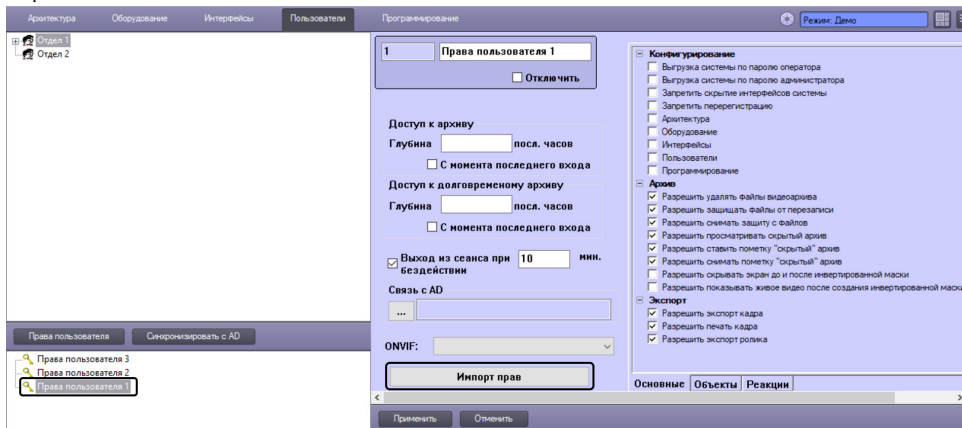 Архитектура Оборудование Интерфейсы Пользователи Программирование Режим: Демо
Отдел 1
Отдел 2
Права пользователя Синхронизировать с AD
Права пользователя 3
Права пользователя 2
Права пользователя 1
1 Права пользователя 1
Отключить
Доступ к архиву
Глубина посл. часов
С момента последнего входа
Доступ к долговременому архиву
Глубина посл. часов
С момента последнего входа
Выход из сеанса при 10 мин.
бездействии
Связь с AD
...
ONVIF:
Импорт прав
Конфигурирование
Выгрузка системы по паролю оператора
Выгрузка системы по паролю администратора
Запретить скрытие интерфейсов системы
Запретить перерегистрацию
Архитектура
Оборудование
Интерфейсы
Пользователи
Программирование
Архив
Разрешить удалять файлы видеоархива
Разрешить защищать файлы от перезаписи
Разрешить снимать защиту с файлов
Разрешить просматривать скрытый архив
Разрешить ставить пометку "скрытый" архив
Разрешить снимать пометку "скрытый" архив
Разрешить скрывать экран до и после инвертированной маски
Разрешить показывать живое видео после создания инвертированной маски
Экспорт
Разрешить экспорт кадра
Разрешить печать кадра
Разрешить экспорт ролика
Основные Объекты Реакции
Применить Отменить